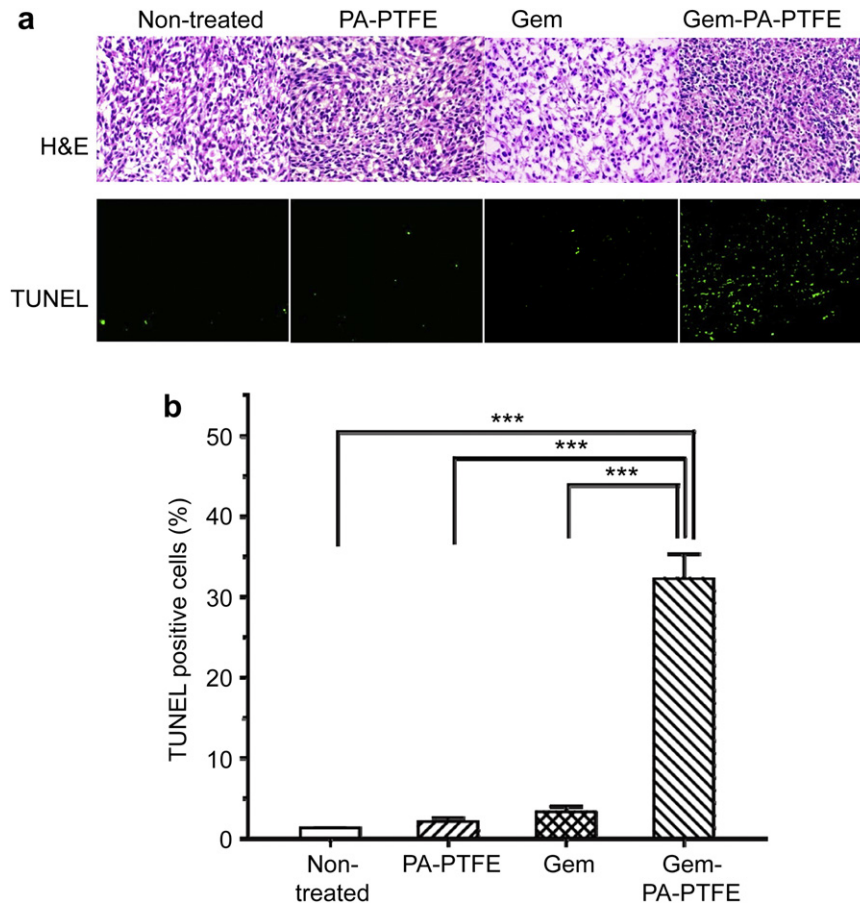 a
Non-treated PA-PTFE Gem Gem-PA-PTFE
H&E
TUNEL
b
***
***
***
TUNEL positive cells (%)
50
40
30
20
10
0
Non-treated
PA-PTFE
Gem
Gem-PA-PTFE